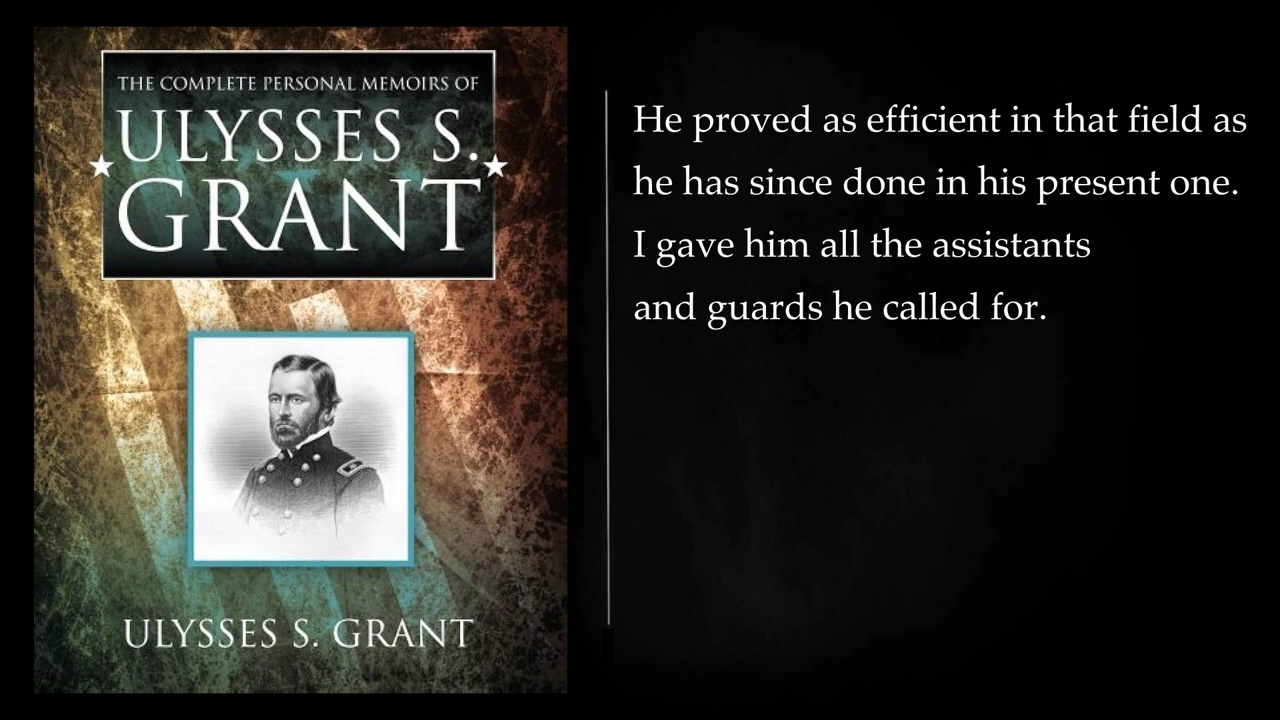 THE COMPLETE PERSONAL MEMOIRS OF
ULYSSES S.
GRANT
ULYSSES S. GRANT
He proved as efficient in that field as
he has since done in his present one.
I gave him all the assistants
and guards he called for.